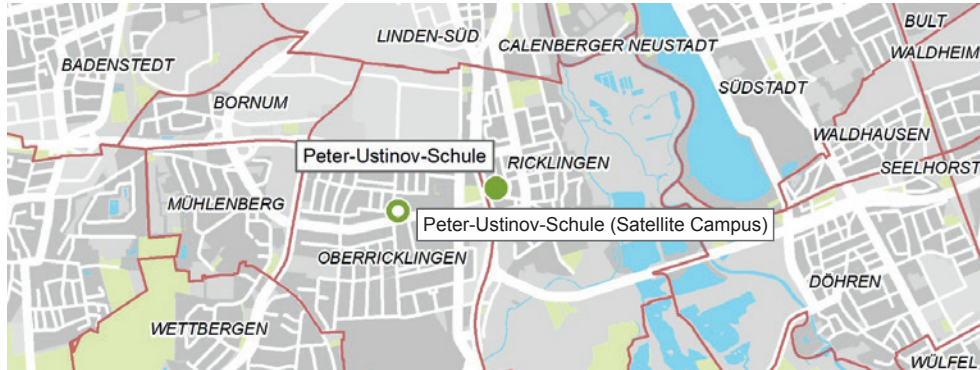 BULT
LINDEN-SÜD
CALENBERGER NEUSTADT
WALDHEIM
BADENSTEDT
SÜDSTADT
BORNUM
WALDHAUSEN
Peter-Ustinov-Schule
RICKLINGEN
SEELHORST
MÜHLENBERG
Peter-Ustinov-Schule (Satellite Campus)
OBERRICKLINGEN
DÖHREN
WETTBERGEN
WÜLFEL